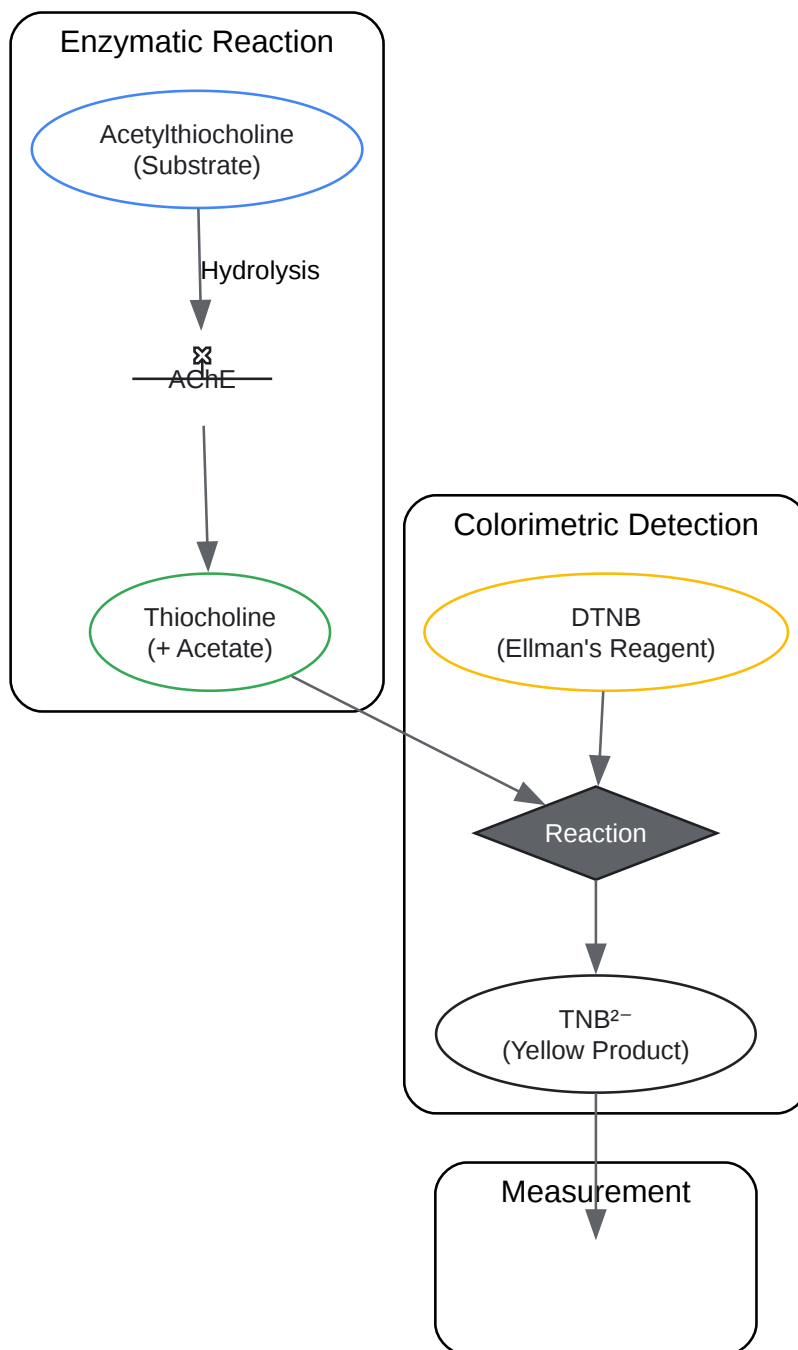 Enzymatic Reaction
Acetylthiocholine
(Substrate)
Hydrolysis
AChE
Thiocholine
(+ Acetate)
Colorimetric Detection
DTNB
(Ellman's Reagent)
Reaction
TNB²⁻
(Yellow Product)
Measurement